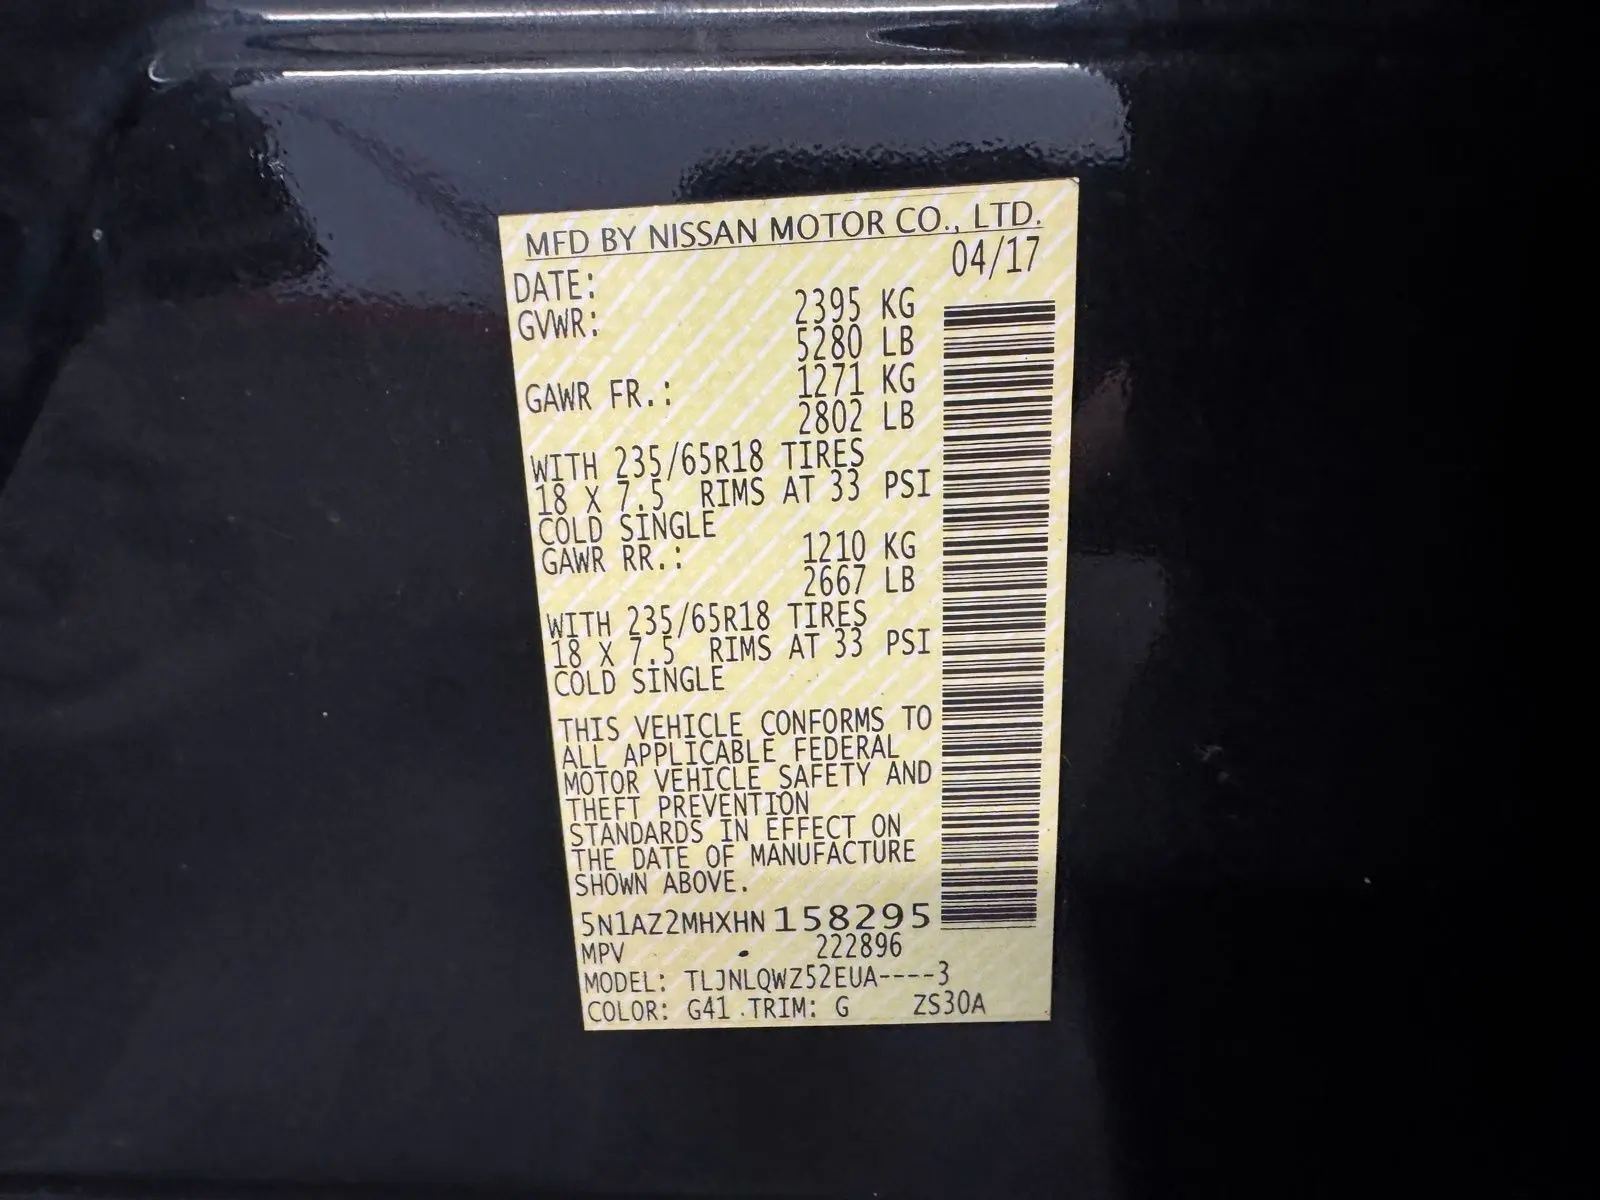 MFD BY NISSAN MOTOR CO., LTD.
DATE: 04/17
GVWR: 2395 KG
5280 LB
GAWR FR.: 1271 KG
2802 LB
WITH 235/65R18 TIRES
18 X 7.5 RIMS AT 33 PSI
COLD SINGLE
GAWR RR.: 1210 KG
2667 LB
WITH 235/65R18 TIRES
18 X 7.5 RIMS AT 33 PSI
COLD SINGLE
THIS VEHICLE CONFORMS TO
ALL APPLICABLE FEDERAL
MOTOR VEHICLE SAFETY AND
THEFT PREVENTION
STANDARDS IN EFFECT ON
THE DATE OF MANUFACTURE
SHOWN ABOVE.
5N1AZ2MHXHN158295
MPV 222896
MODEL: TLJNLQWZ52EUA----3
COLOR: G41 TRIM: G ZS30A